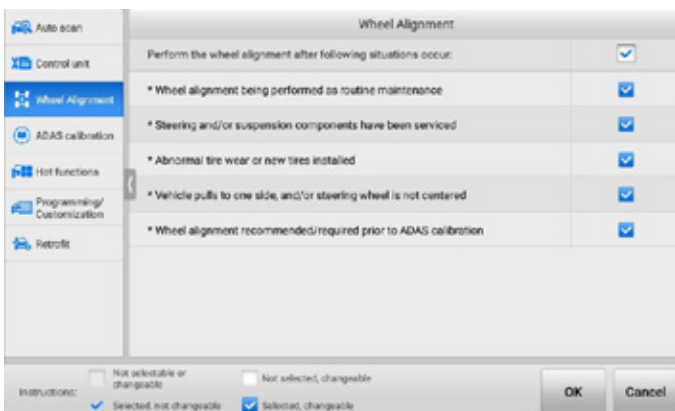 Auto scan
Control unit
Wheel Alignment
ADAS calibration
Hot functions
Programming/
Customization
Retrofit
Wheel Alignment
Perform the wheel alignment after following situations occur:
* Wheel alignment being performed as routine maintenance
* Steering and/or suspension components have been serviced
* Abnormal tire wear or new tires installed
* Vehicle pulls to one side, and/or steering wheel is not centered
* Wheel alignment recommended/required prior to ADAS calibration
Instructions:
Not selectable or
changeable
Not selected, changeable
Selected, not changeable
Selected, changeable
OK
Cancel